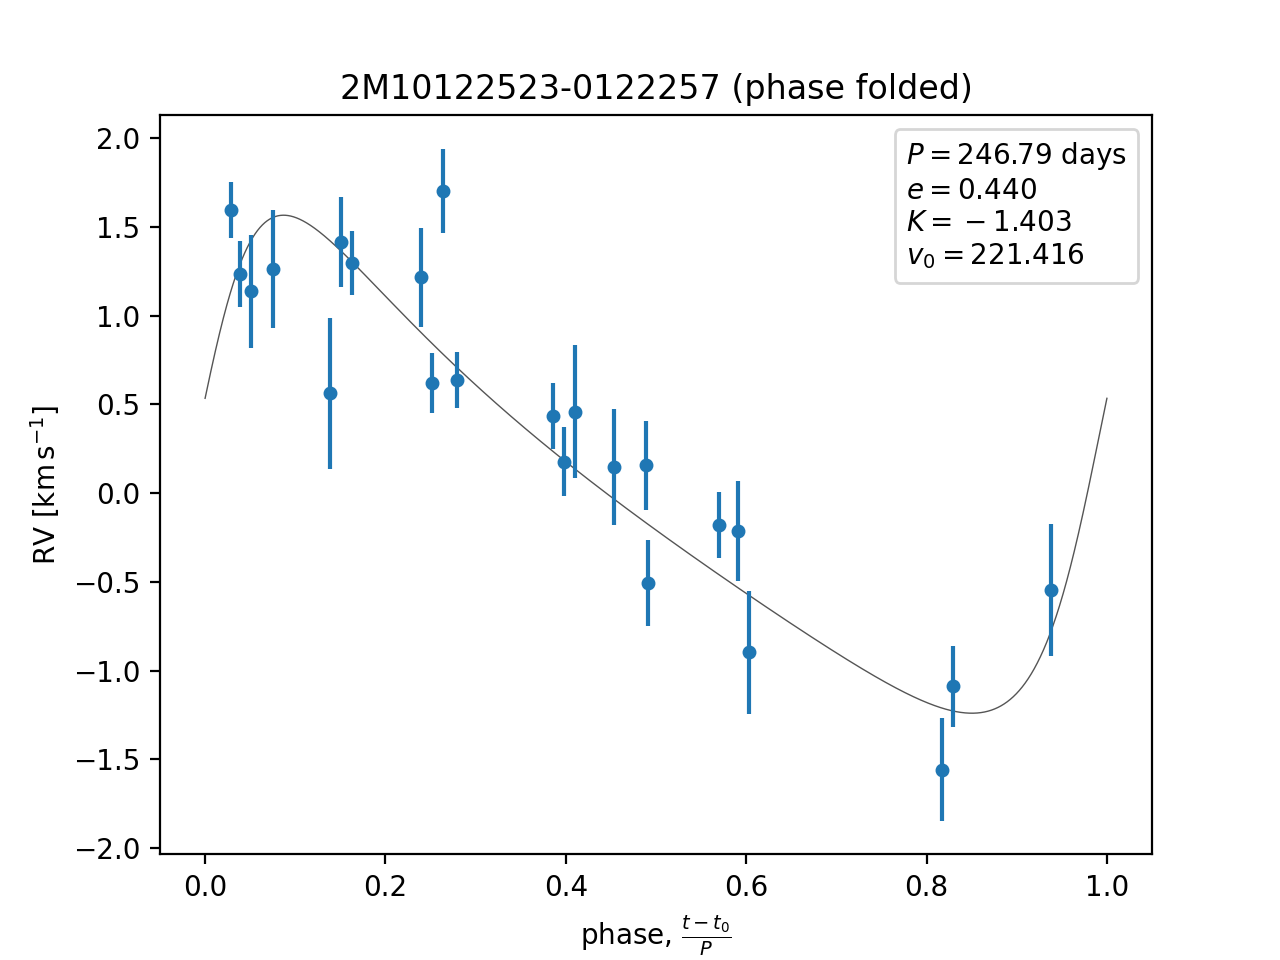 2M10122523-0122257 (phase folded)
P = 246.79 days
e = 0.440
K = −1.403
v₀ = 221.416
RV [km s⁻¹]
2.0
1.5
1.0
0.5
0.0
−0.5
−1.0
−1.5
−2.0
0.0 0.2 0.4 0.6 0.8 1.0
phase, (t − t₀)/P